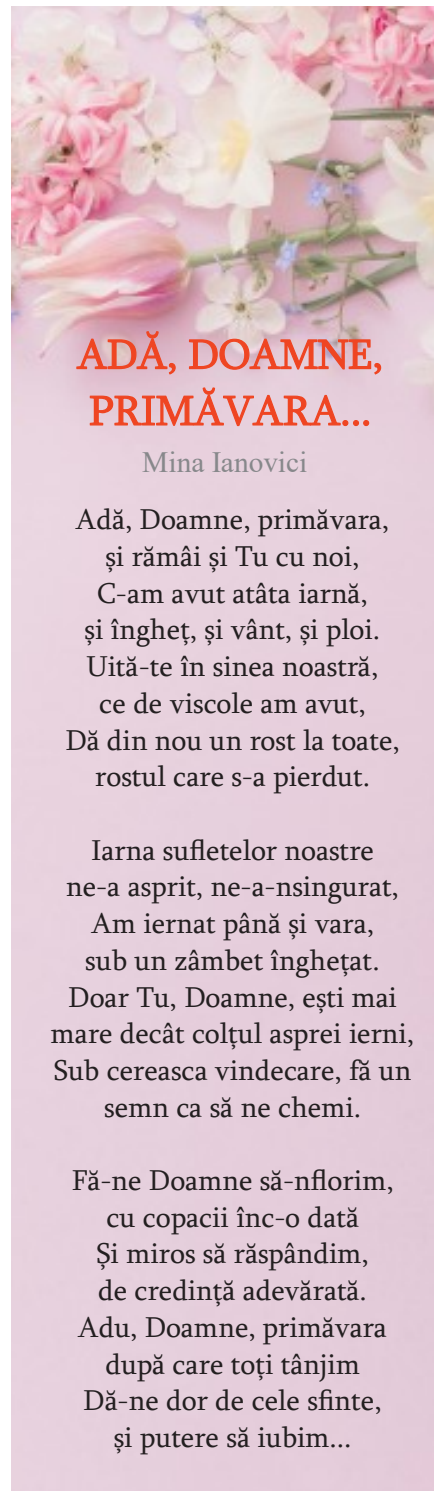 ADĂ, DOAMNE,
PRIMĂVARA...
Mina Ianovici
Adă, Doamne, primăvara,
și rămâi și Tu cu noi,
C-am avut atâta iarnă,
și îngheț, și vânt, și ploi.
Uită-te în sinea noastră,
ce de viscole am avut,
Dă din nou un rost la toate,
rostul care s-a pierdut.
Iarna sufletelor noastre
ne-a asprit, ne-a-nsingurat,
Am iernat până și vara,
sub un zâmbet înghețat.
Doar Tu, Doamne, ești mai
mare decât colțul asprei ierni,
Sub cereasca vindecare, fă un
semn ca să ne chemi.
Fă-ne Doamne să-nflorim,
cu copacii înc-o dată
Și miros să răspândim,
de credință adevărată.
Adu, Doamne, primăvara
după care toți tânjim
Dă-ne dor de cele sfinte,
și putere să iubim...